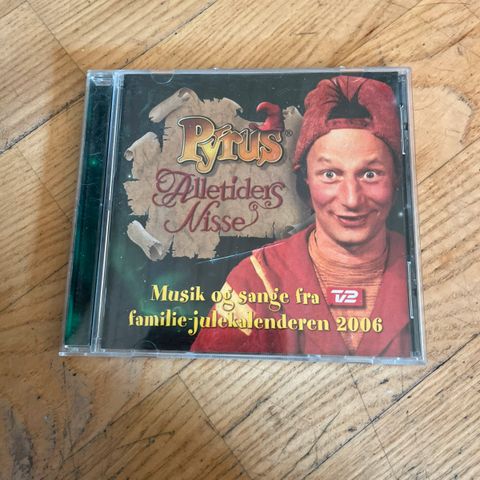 Pyrus®
Alletiders
Nisse
Musik og sange fra TV2
familie-julekalenderen 2006